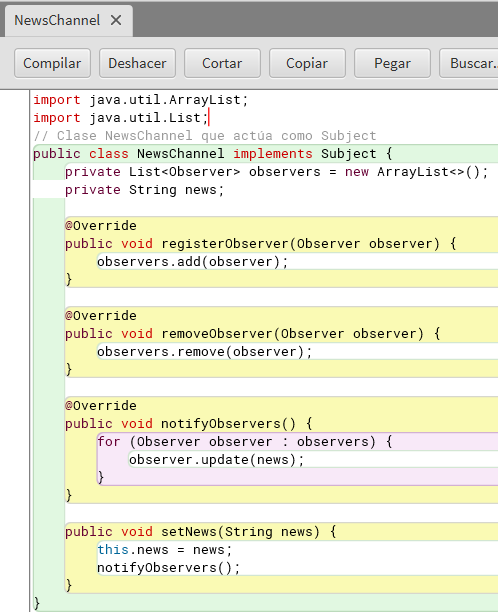 NewsChannel ✕
Compilar Deshacer Cortar Copiar Pegar Buscar..
import java.util.ArrayList;
import java.util.List;
// Clase NewsChannel que actúa como Subject
public class NewsChannel implements Subject {
    private List<Observer> observers = new ArrayList<>();
    private String news;

    @Override
    public void registerObserver(Observer observer) {
        observers.add(observer);
    }

    @Override
    public void removeObserver(Observer observer) {
        observers.remove(observer);
    }

    @Override
    public void notifyObservers() {
        for (Observer observer : observers) {
            observer.update(news);
        }
    }

    public void setNews(String news) {
        this.news = news;
        notifyObservers();
    }
}